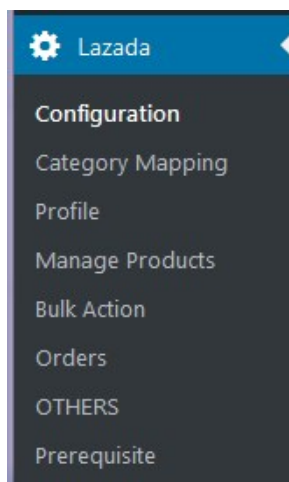 Lazada
Configuration
Category Mapping
Profile
Manage Products
Bulk Action
Orders
OTHERS
Prerequisite